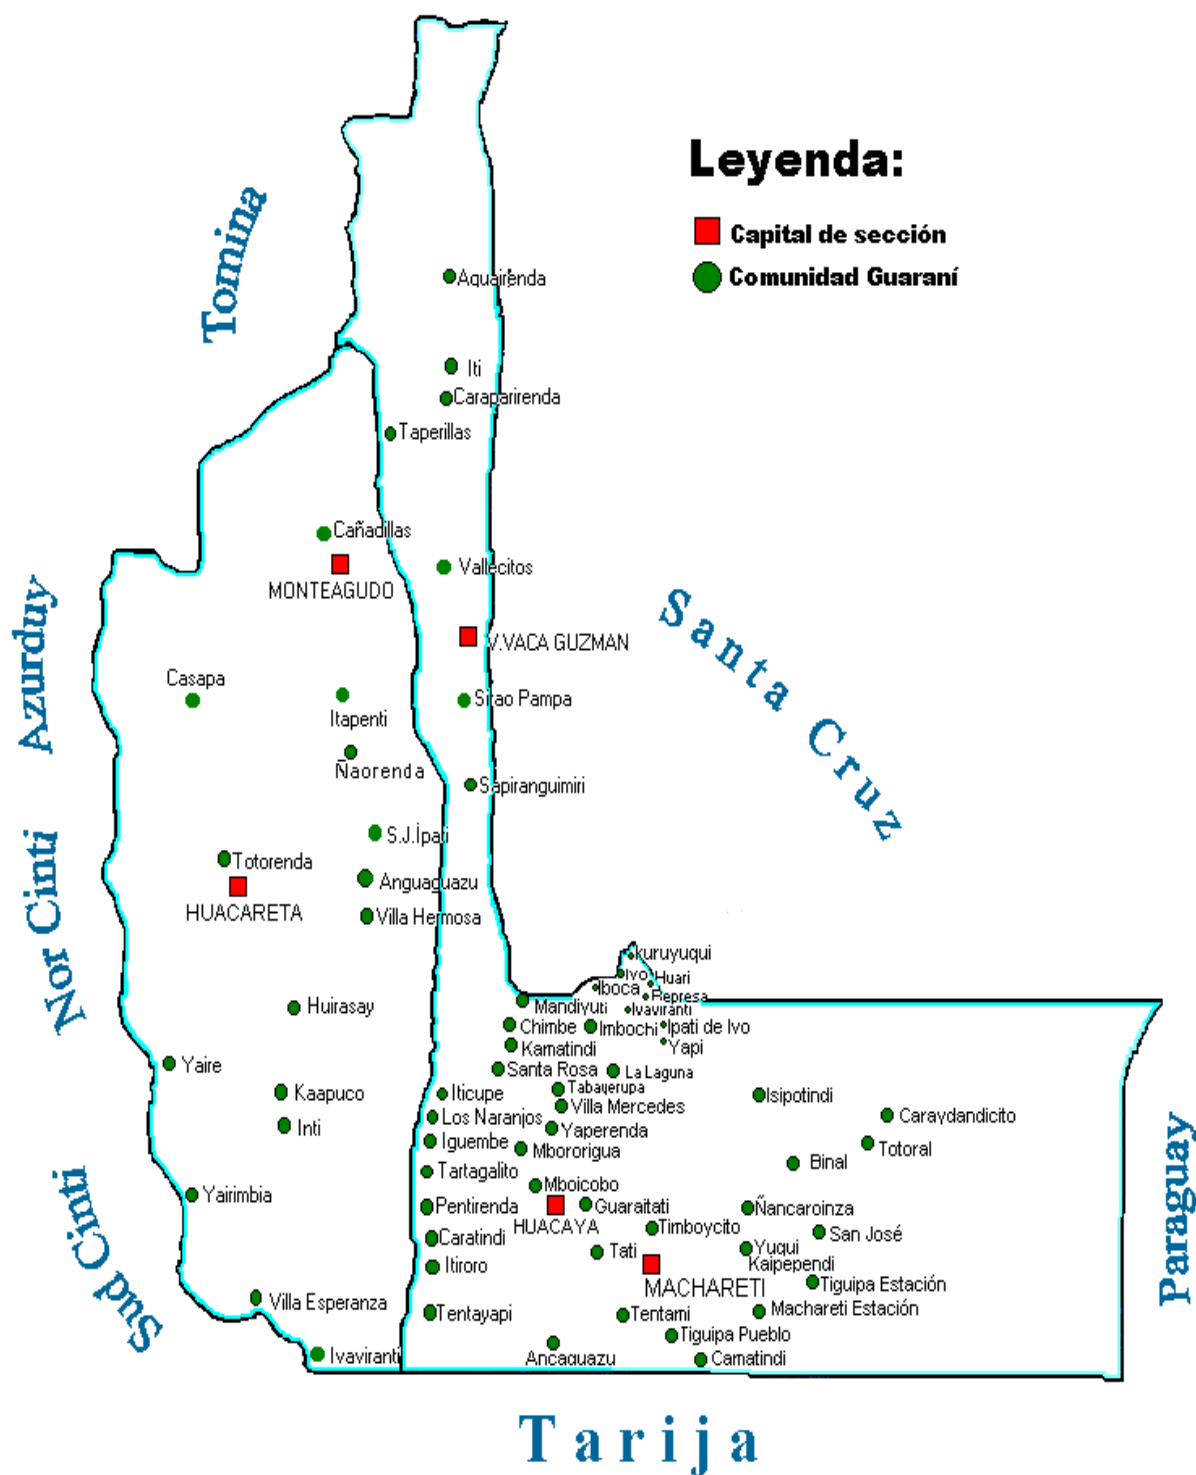 Leyenda:
Capital de sección
Comunidad Guaraní
Tomina
Aquairenda
Iti
Caraparirenda
Taperillas
Cañadillas
MONTEAGUDO
Vallecitos
Azurduy
Santa Cruz
V.VACA GUZMAN
Casapa
Itapenti
Sirao Pampa
Ñaorenda
Sapiranguimiri
S.J.Ipati
Nor Cinti
Totorenda
Anguaguazu
HUACARETA
Villa Hermosa
kuruyuqui
Ivo
Huari
Iboca
Represa
Huirasay
Mandiyuti
Ivaviranti
Chimbe
Imbochi
Ipati de Ivo
Kamatindi
Yapi
Yaire
Santa Rosa
La Laguna
Kaapuco
Iticupe
Tabayerupa
Isipotindi
Villa Mercedes
Inti
Los Naranjos
Caraydandicito
Yaperenda
Iguembe
Mbororigua
Totoral
Binal
Tartagalito
Sud Cinti
Yairimbia
Mboicobo
Pentirenda
Guaraitati
Ñancaroinza
Paraguay
HUACAYA
Timboycito
San José
Caratindi
Tati
Yuqui
Kaipependi
Itiroro
MACHARETI
Tiguipa Estación
Villa Esperanza
Tentayapi
Tentami
Machareti Estación
Tiguipa Pueblo
Ivaviranti
Ancaguazu
Camatindi
Tarija